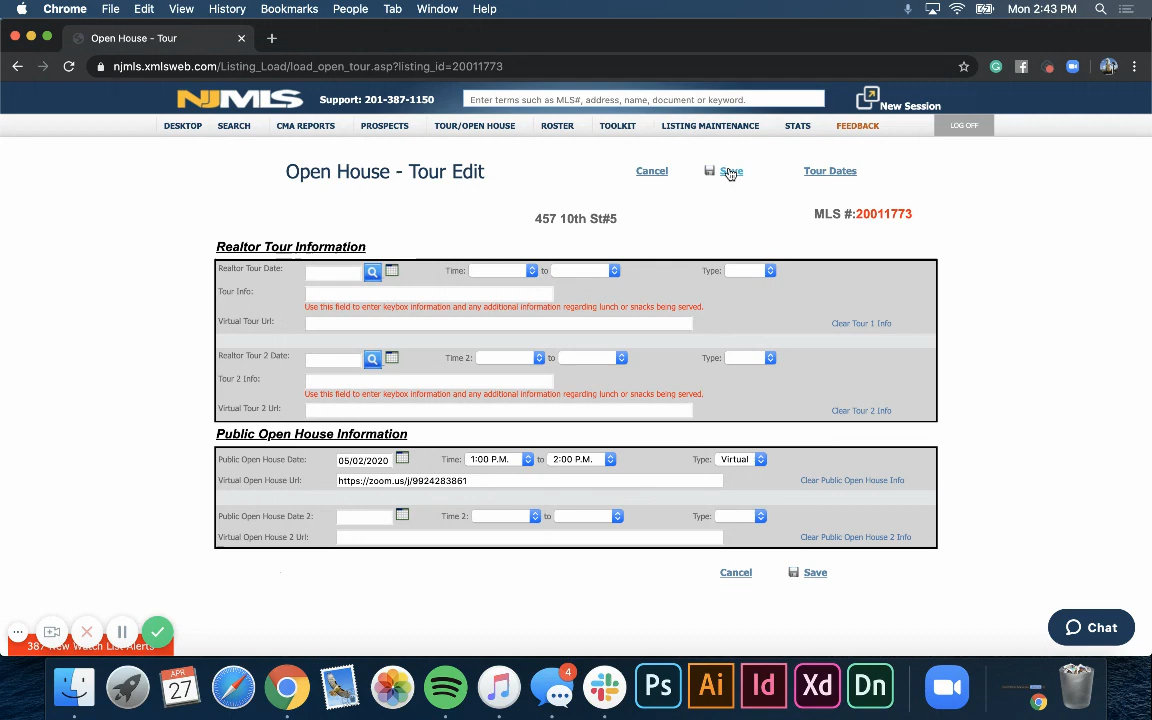 Chrome File Edit View History Bookmarks People Tab Window Help Mon 2:43 PM
Open House - Tour
njmls.xmlsweb.com/Listing_Load/load_open_tour.asp?listing_id=20011773
NJMLS Support: 201-387-1150 Enter terms such as MLS#, address, name, document or keyword. New Session
DESKTOP SEARCH CMA REPORTS PROSPECTS TOUR/OPEN HOUSE ROSTER TOOLKIT LISTING MAINTENANCE STATS FEEDBACK LOG OFF
Open House - Tour Edit Cancel Save Tour Dates
457 10th St#5 MLS #:20011773
Realtor Tour Information
Realtor Tour Date: Time: to Type:
Tour Info:
Use this field to enter keybox information and any additional information regarding lunch or snacks being served.
Virtual Tour Url: Clear Tour 1 Info
Realtor Tour 2 Date: Time 2: to Type:
Tour 2 Info:
Use this field to enter keybox information and any additional information regarding lunch or snacks being served.
Virtual Tour 2 Url: Clear Tour 2 Info
Public Open House Information
Public Open House Date: 05/02/2020 Time: 1:00 P.M. to 2:00 P.M. Type: Virtual
Virtual Open House Url: https://zoom.us/j/9924283861 Clear Public Open House Info
Public Open House Date 2: Time 2: to Type:
Virtual Open House 2 Url: Clear Public Open House 2 Info
Cancel Save
Chat
387 New Watch List Alerts
APR
27
4
Ps Ai Id Xd Dn